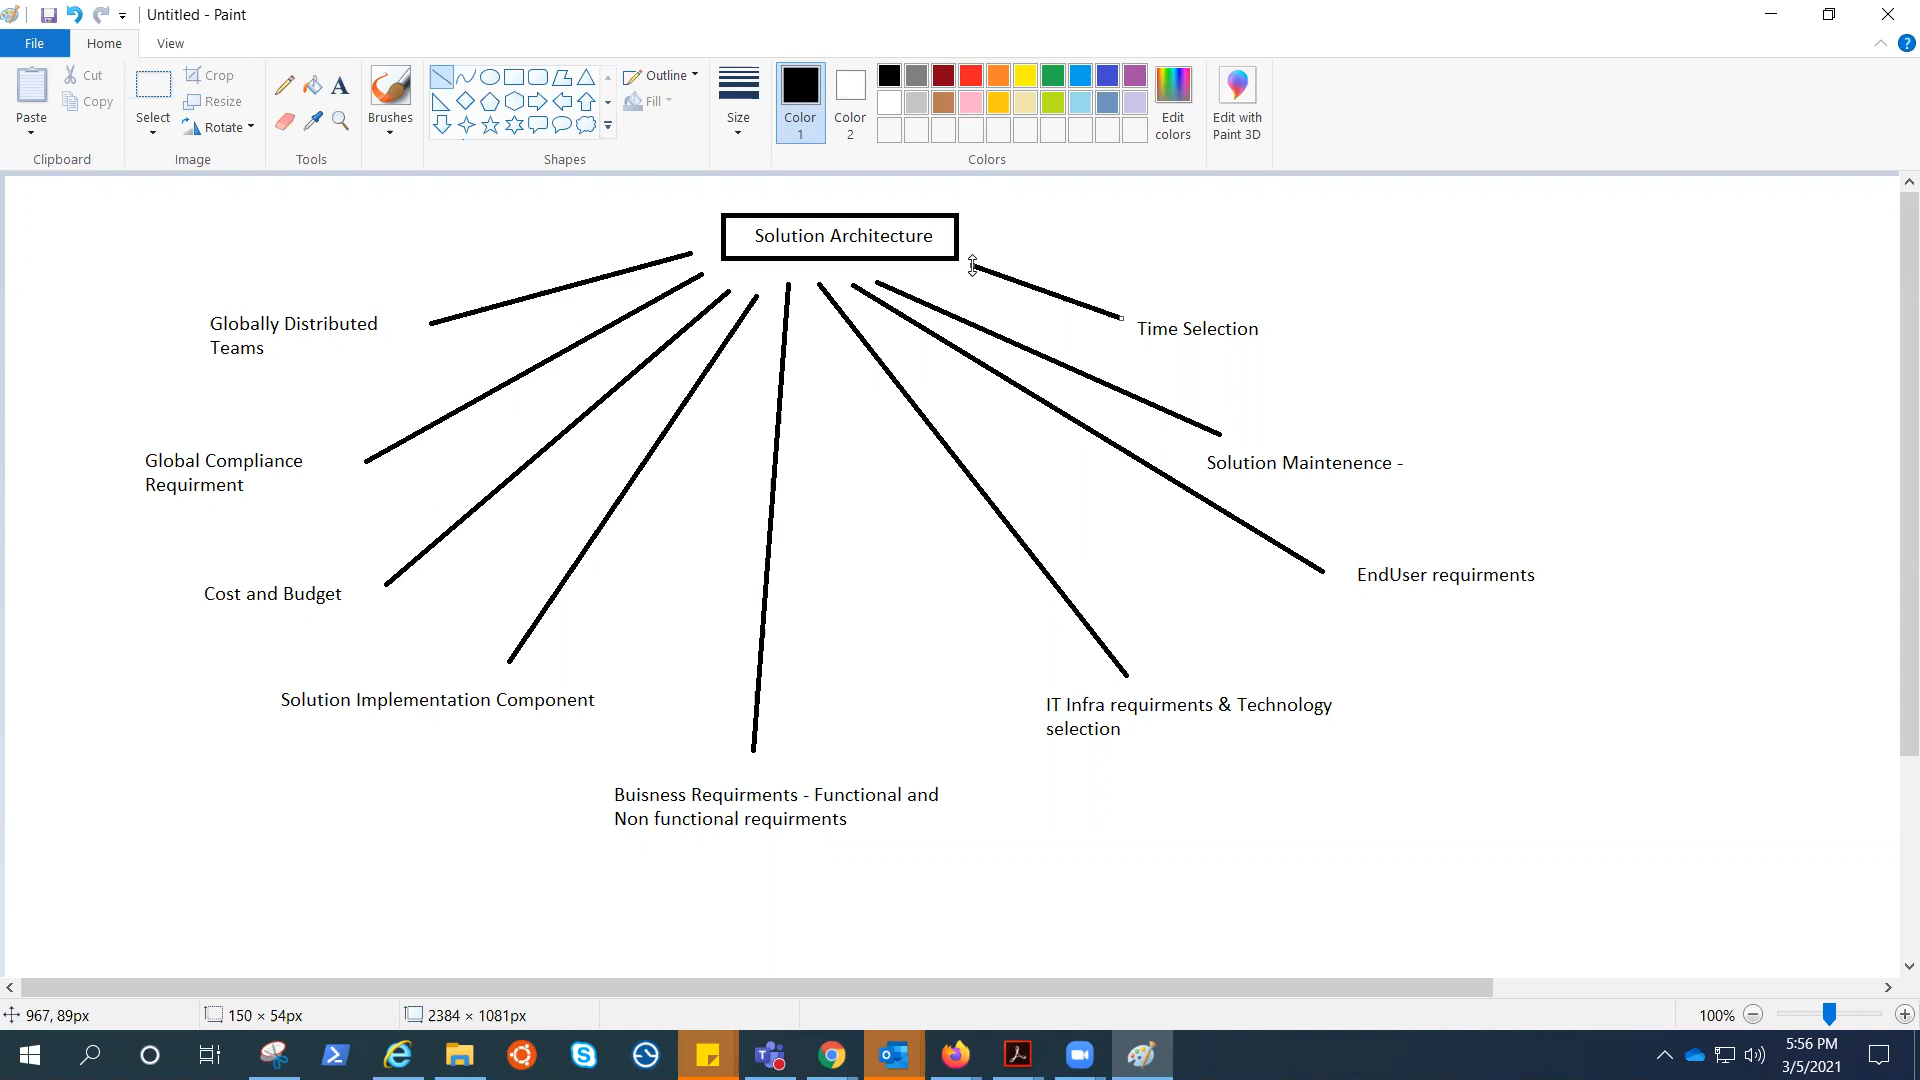 Untitled - Paint
File
Home
View
Paste
Cut
Copy
Clipboard
Select
Crop
Resize
Rotate
Image
Tools
Brushes
Outline
Fill
Shapes
Size
Color
1
Color
2
Edit
colors
Colors
Edit with
Paint 3D
Solution Architecture
Globally Distributed
Teams
Time Selection
Global Compliance
Requirment
Solution Maintenence -
Cost and Budget
EndUser requirments
Solution Implementation Component
IT Infra requirments & Technology
selection
Buisness Requirments - Functional and
Non functional requirments
967, 89px
150 × 54px
2384 × 1081px
100%
5:56 PM
3/5/2021